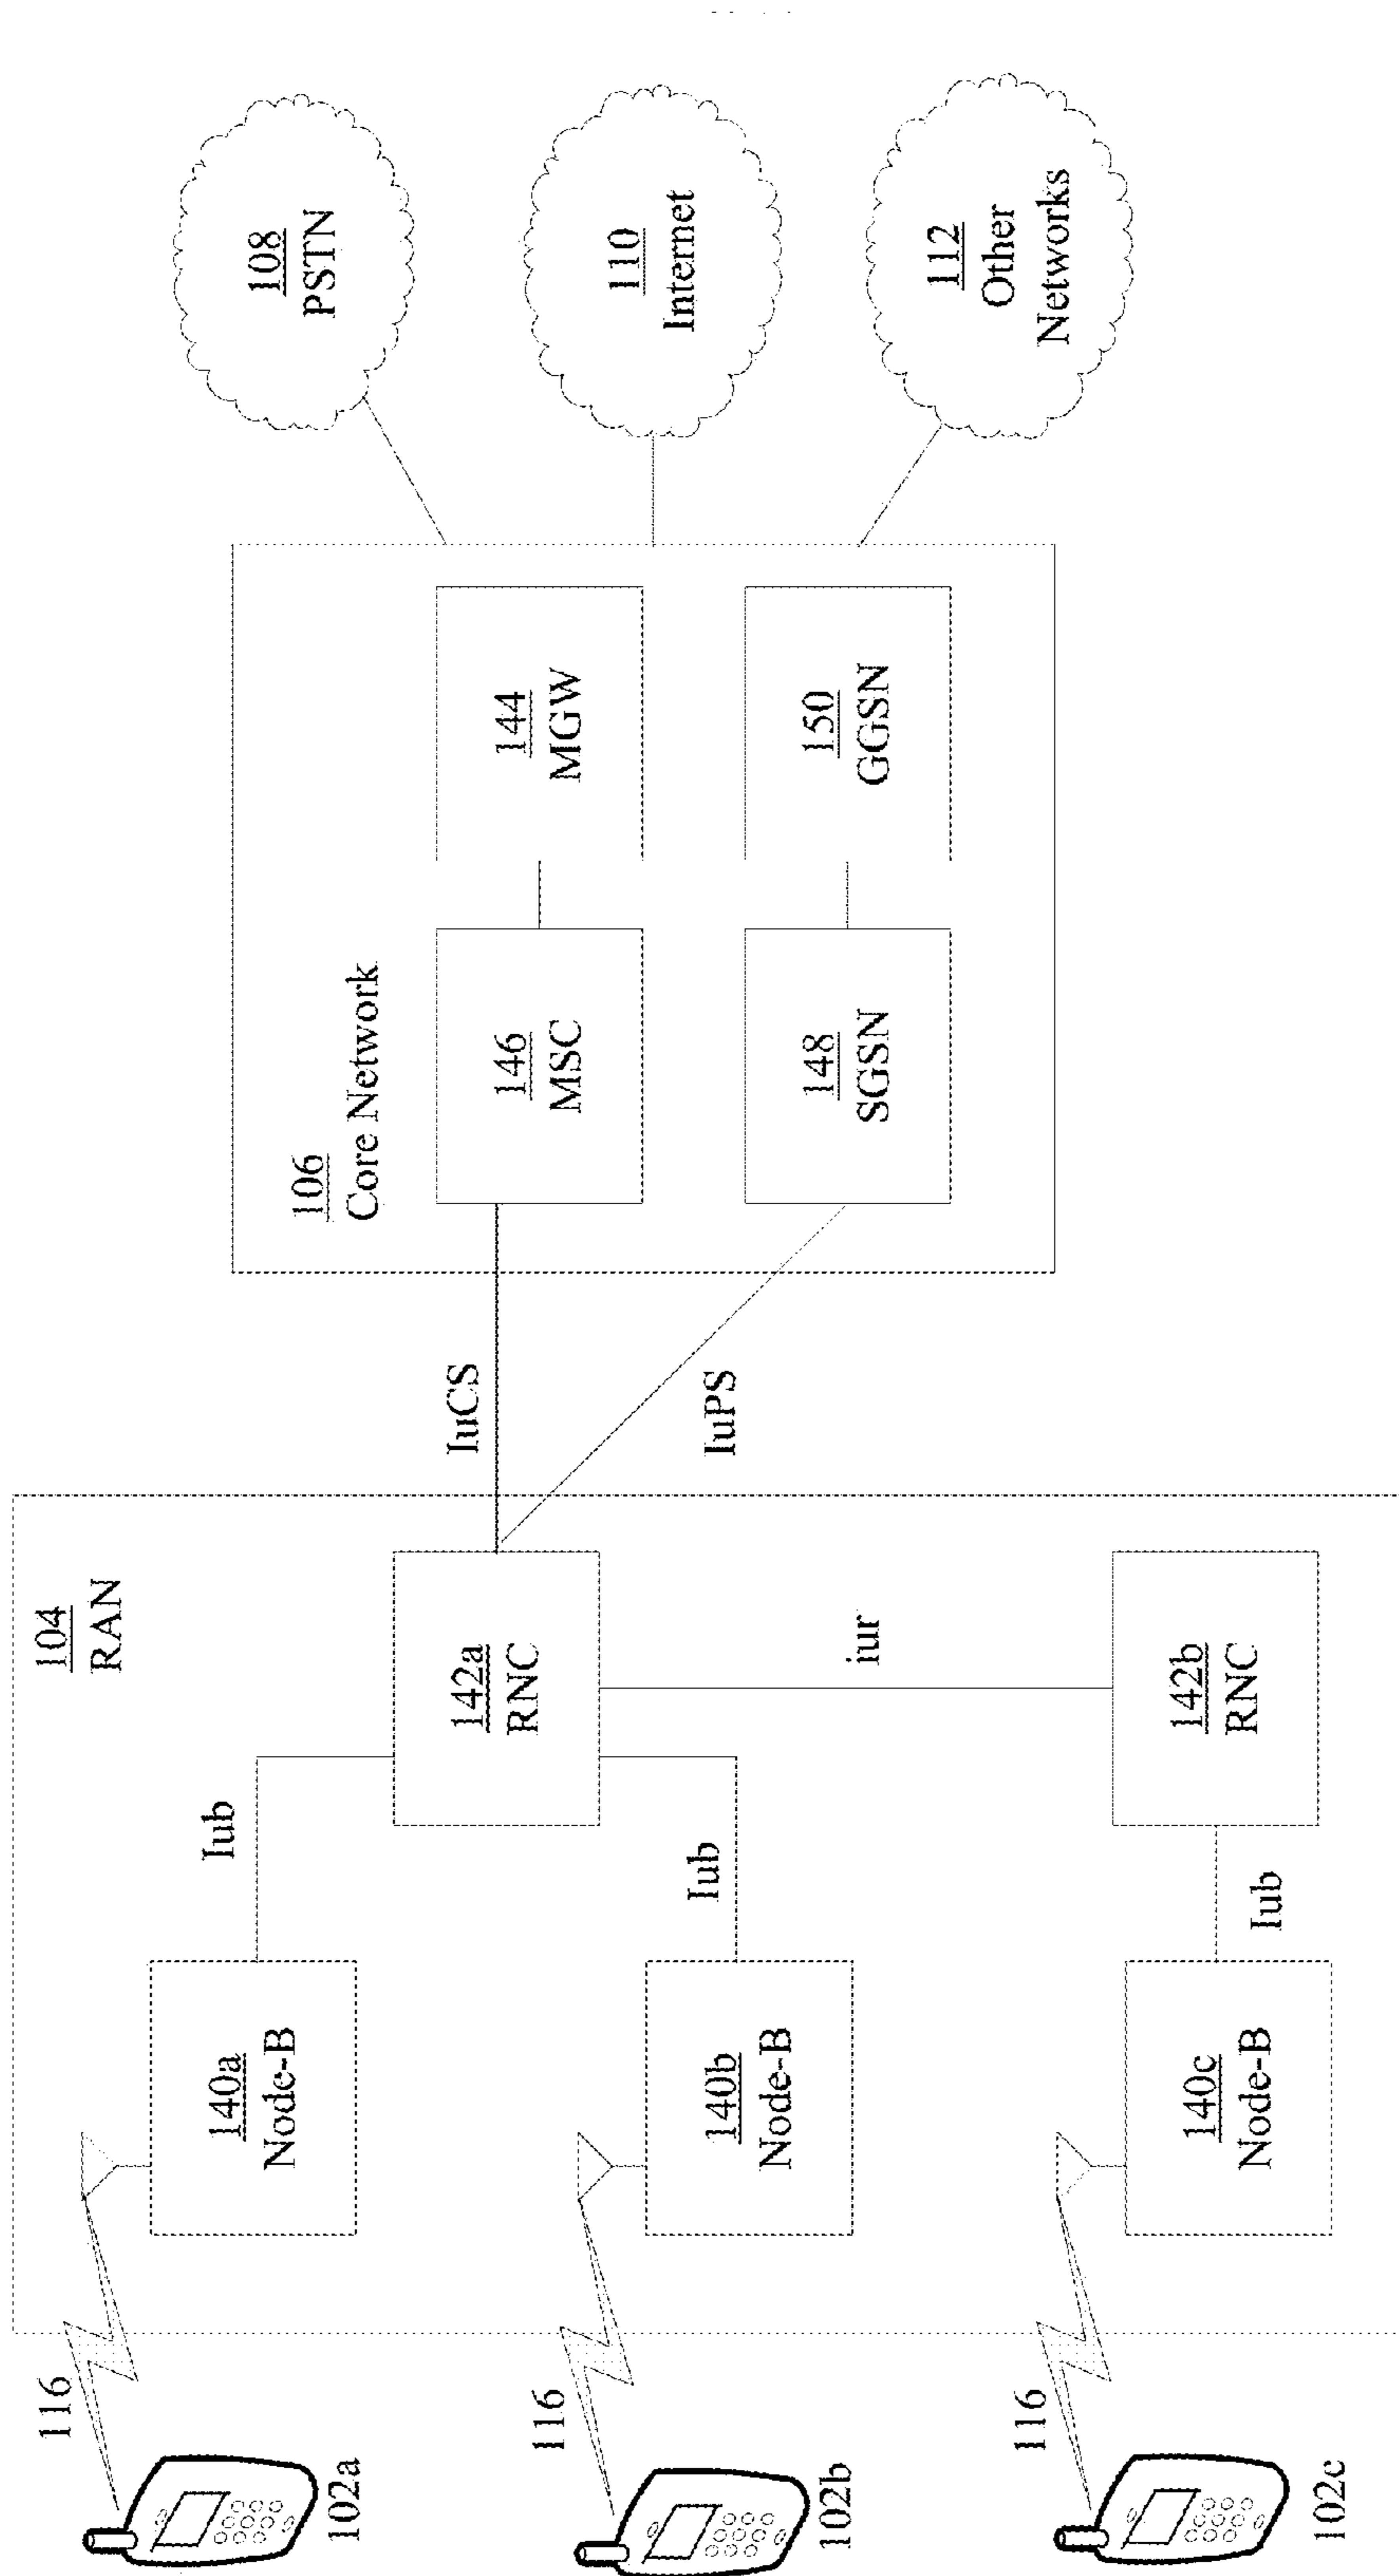 116
102a
116
102b
116
102c
104
RAN
140a
Node-B
140b
Node-B
140c
Node-B
Iub
Iub
Iub
142a
RNC
iur
142b
RNC
IuCS
IuPS
106
Core Network
146
MSC
144
MGW
148
SGSN
150
GGSN
108
PSTN
110
Internet
112
Other
Networks